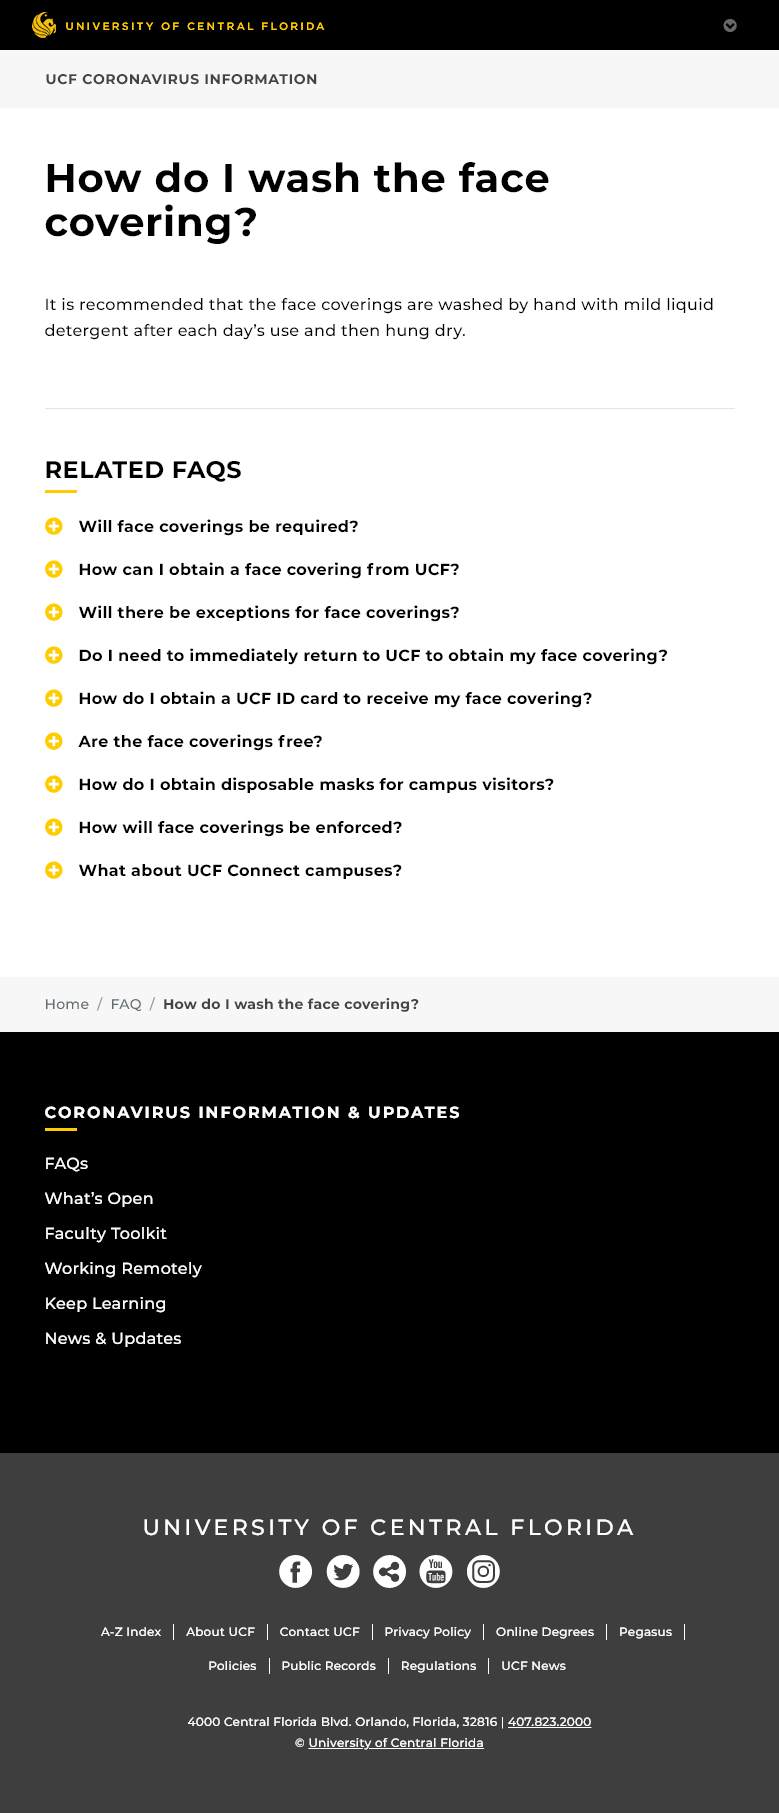 UNIVERSITY OF CENTRAL FLORIDA
UCF CORONAVIRUS INFORMATION
How do I wash the face
covering?
It is recommended that the face coverings are washed by hand with mild liquid
detergent after each day’s use and then hung dry.
RELATED FAQS
Will face coverings be required?
How can I obtain a face covering from UCF?
Will there be exceptions for face coverings?
Do I need to immediately return to UCF to obtain my face covering?
How do I obtain a UCF ID card to receive my face covering?
Are the face coverings free?
How do I obtain disposable masks for campus visitors?
How will face coverings be enforced?
What about UCF Connect campuses?
Home / FAQ / How do I wash the face covering?
CORONAVIRUS INFORMATION & UPDATES
FAQs
What’s Open
Faculty Toolkit
Working Remotely
Keep Learning
News & Updates
UNIVERSITY OF CENTRAL FLORIDA
You
Tube
A-Z Index | About UCF | Contact UCF | Privacy Policy | Online Degrees | Pegasus |
Policies | Public Records | Regulations | UCF News
4000 Central Florida Blvd. Orlando, Florida, 32816 | 407.823.2000
© University of Central Florida